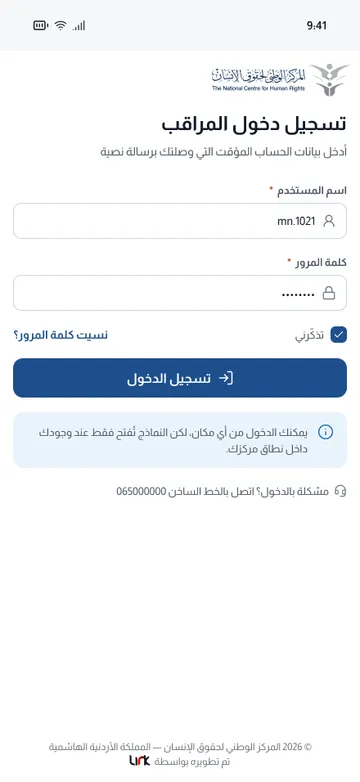 9:41
المركز الوطني لحقوق الإنسان
The National Centre for Human Rights
تسجيل دخول المراقب
أدخل بيانات الحساب المؤقت التي وصلتك برسالة نصية
اسم المستخدم *
mn.1021
كلمة المرور *
••••••••
تذكّرني
نسيت كلمة المرور؟
تسجيل الدخول
يمكنك الدخول من أي مكان، لكن النماذج تُفتح فقط عند وجودك
داخل نطاق مركزك.
مشكلة بالدخول؟ اتصل بالخط الساخن 065000000
© 2026 المركز الوطني لحقوق الإنسان — المملكة الأردنية الهاشمية
تم تطويره بواسطة Link